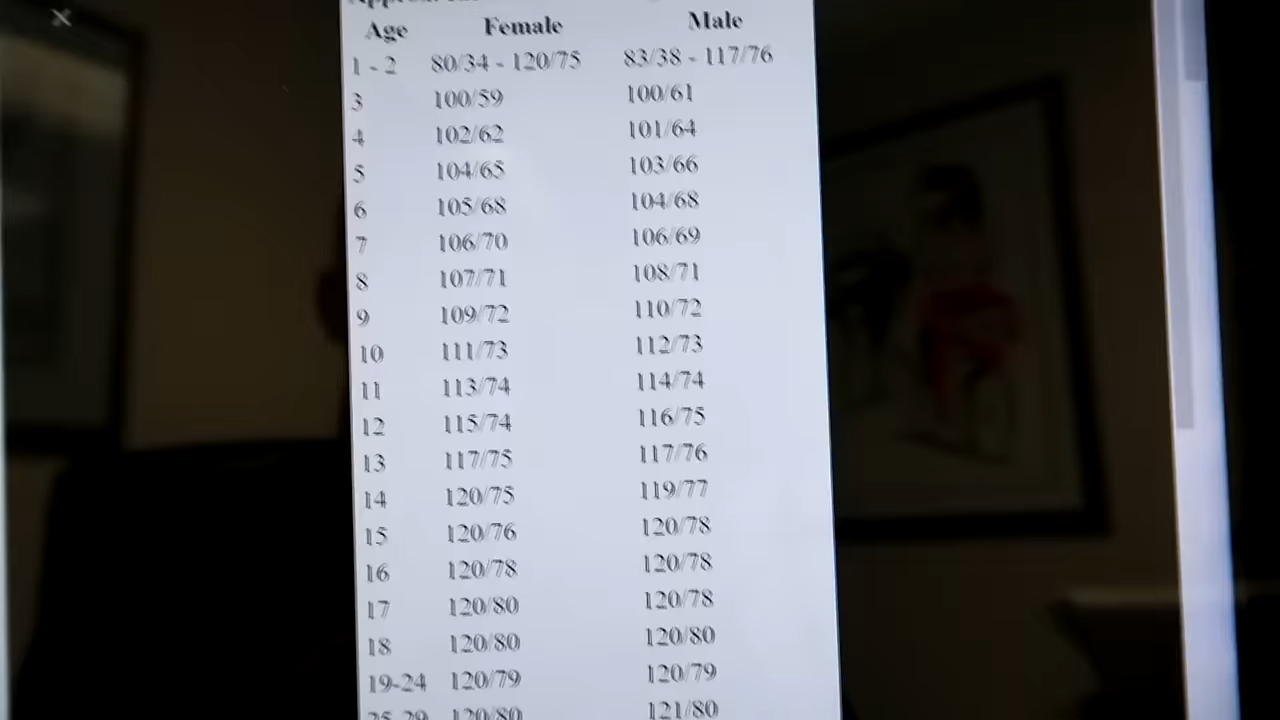 Age Female Male
1 - 2 80/34 - 120/75 83/38 - 117/76
3 100/59 100/61
4 102/62 101/64
5 104/65 103/66
6 105/68 104/68
7 106/70 106/69
8 107/71 108/71
9 109/72 110/72
10 111/73 112/73
11 113/74 114/74
12 115/74 116/75
13 117/75 117/76
14 120/75 119/77
15 120/76 120/78
16 120/78 120/78
17 120/80 120/78
18 120/80 120/80
19-24 120/79 120/79
25-29 120/80 121/80